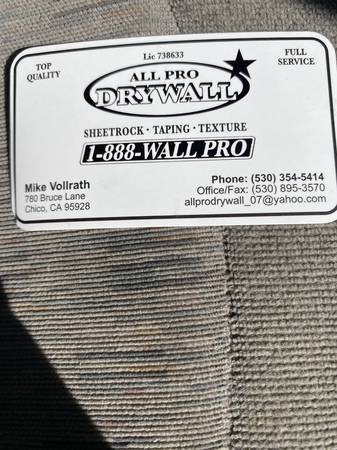 Lic 738633
TOP QUALITY
FULL SERVICE
ALL PRO
DRYWALL
SHEETROCK · TAPING · TEXTURE
1-888-WALL PRO
Mike Vollrath
780 Bruce Lane
Chico, CA 95928
Phone: (530) 354-5414
Office/Fax: (530) 895-3570
allprodrywall_07@yahoo.com